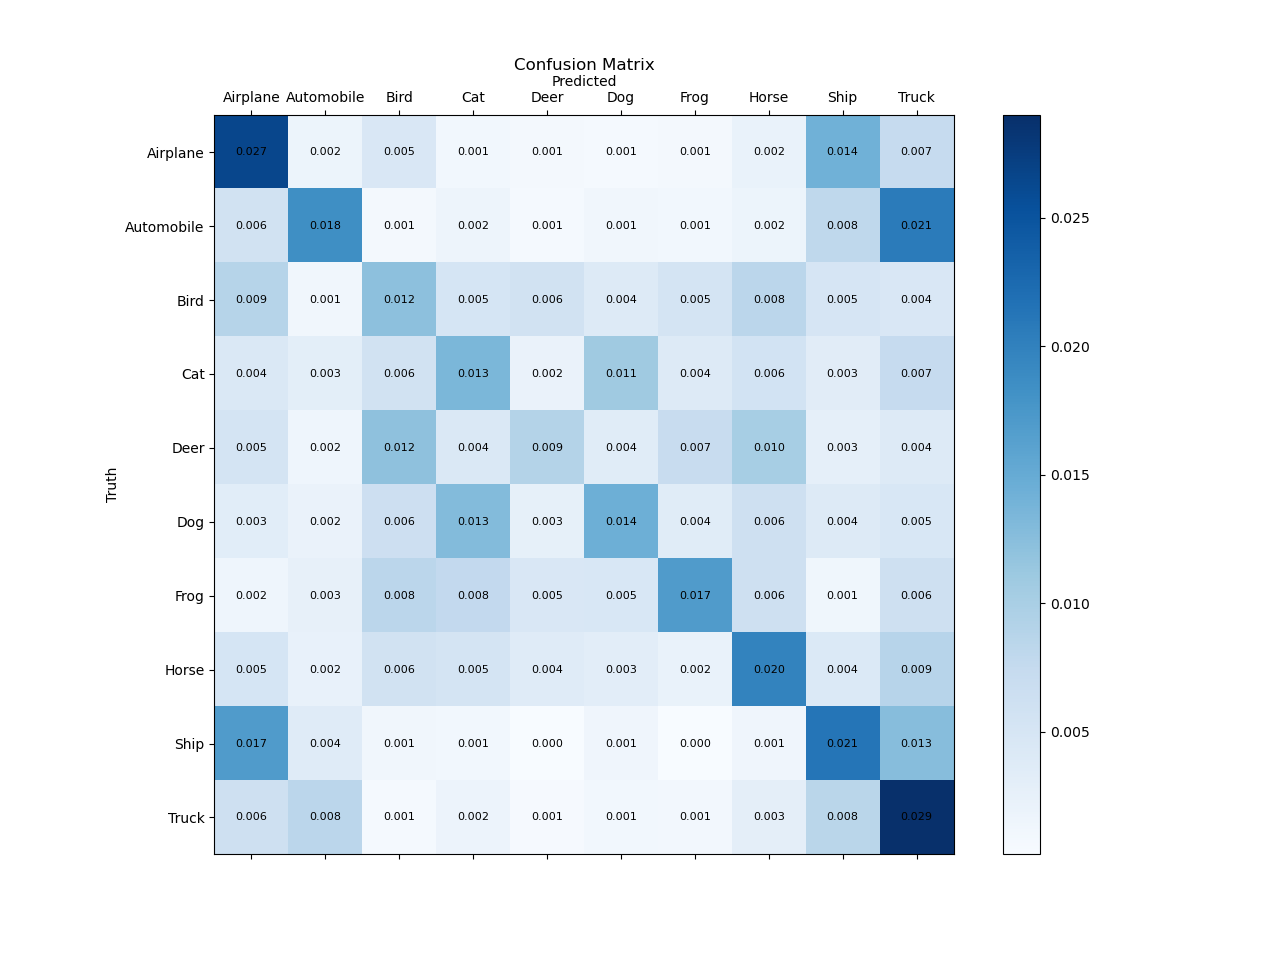 Confusion Matrix
Predicted
Airplane Automobile Bird Cat Deer Dog Frog Horse Ship Truck
Airplane 0.027 0.002 0.005 0.001 0.001 0.001 0.001 0.002 0.014 0.007
Automobile 0.006 0.018 0.001 0.002 0.001 0.001 0.001 0.002 0.008 0.021
0.025
Bird 0.009 0.001 0.012 0.005 0.006 0.004 0.005 0.008 0.005 0.004
0.020
Cat 0.004 0.003 0.006 0.013 0.002 0.011 0.004 0.006 0.003 0.007
Deer 0.005 0.002 0.012 0.004 0.009 0.004 0.007 0.010 0.003 0.004
0.015
Truth
Dog 0.003 0.002 0.006 0.013 0.003 0.014 0.004 0.006 0.004 0.005
Frog 0.002 0.003 0.008 0.008 0.005 0.005 0.017 0.006 0.001 0.006
0.010
Horse 0.005 0.002 0.006 0.005 0.004 0.003 0.002 0.020 0.004 0.009
Ship 0.017 0.004 0.001 0.001 0.000 0.001 0.000 0.001 0.021 0.013
0.005
Truck 0.006 0.008 0.001 0.002 0.001 0.001 0.001 0.003 0.008 0.029